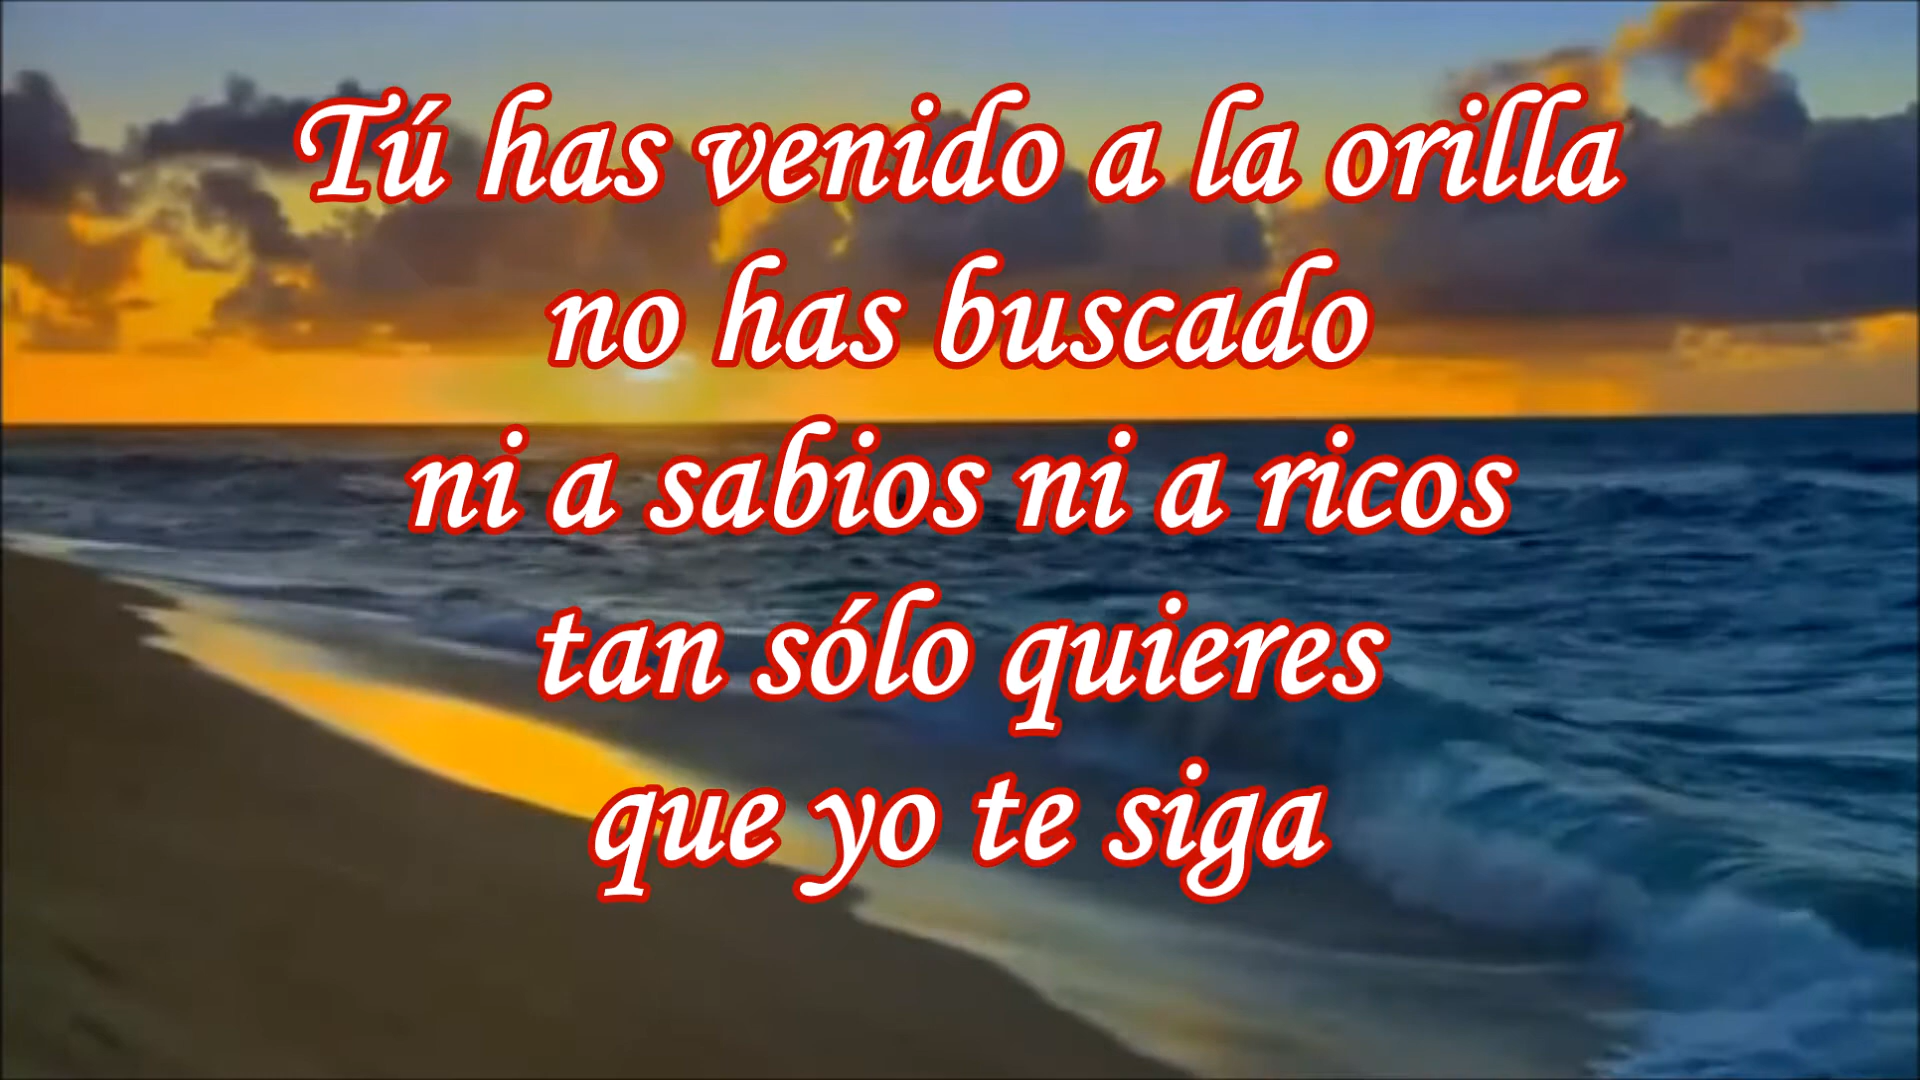 Tú has venido a la orilla
no has buscado
ni a sabios ni a ricos
tan sólo quieres
que yo te siga